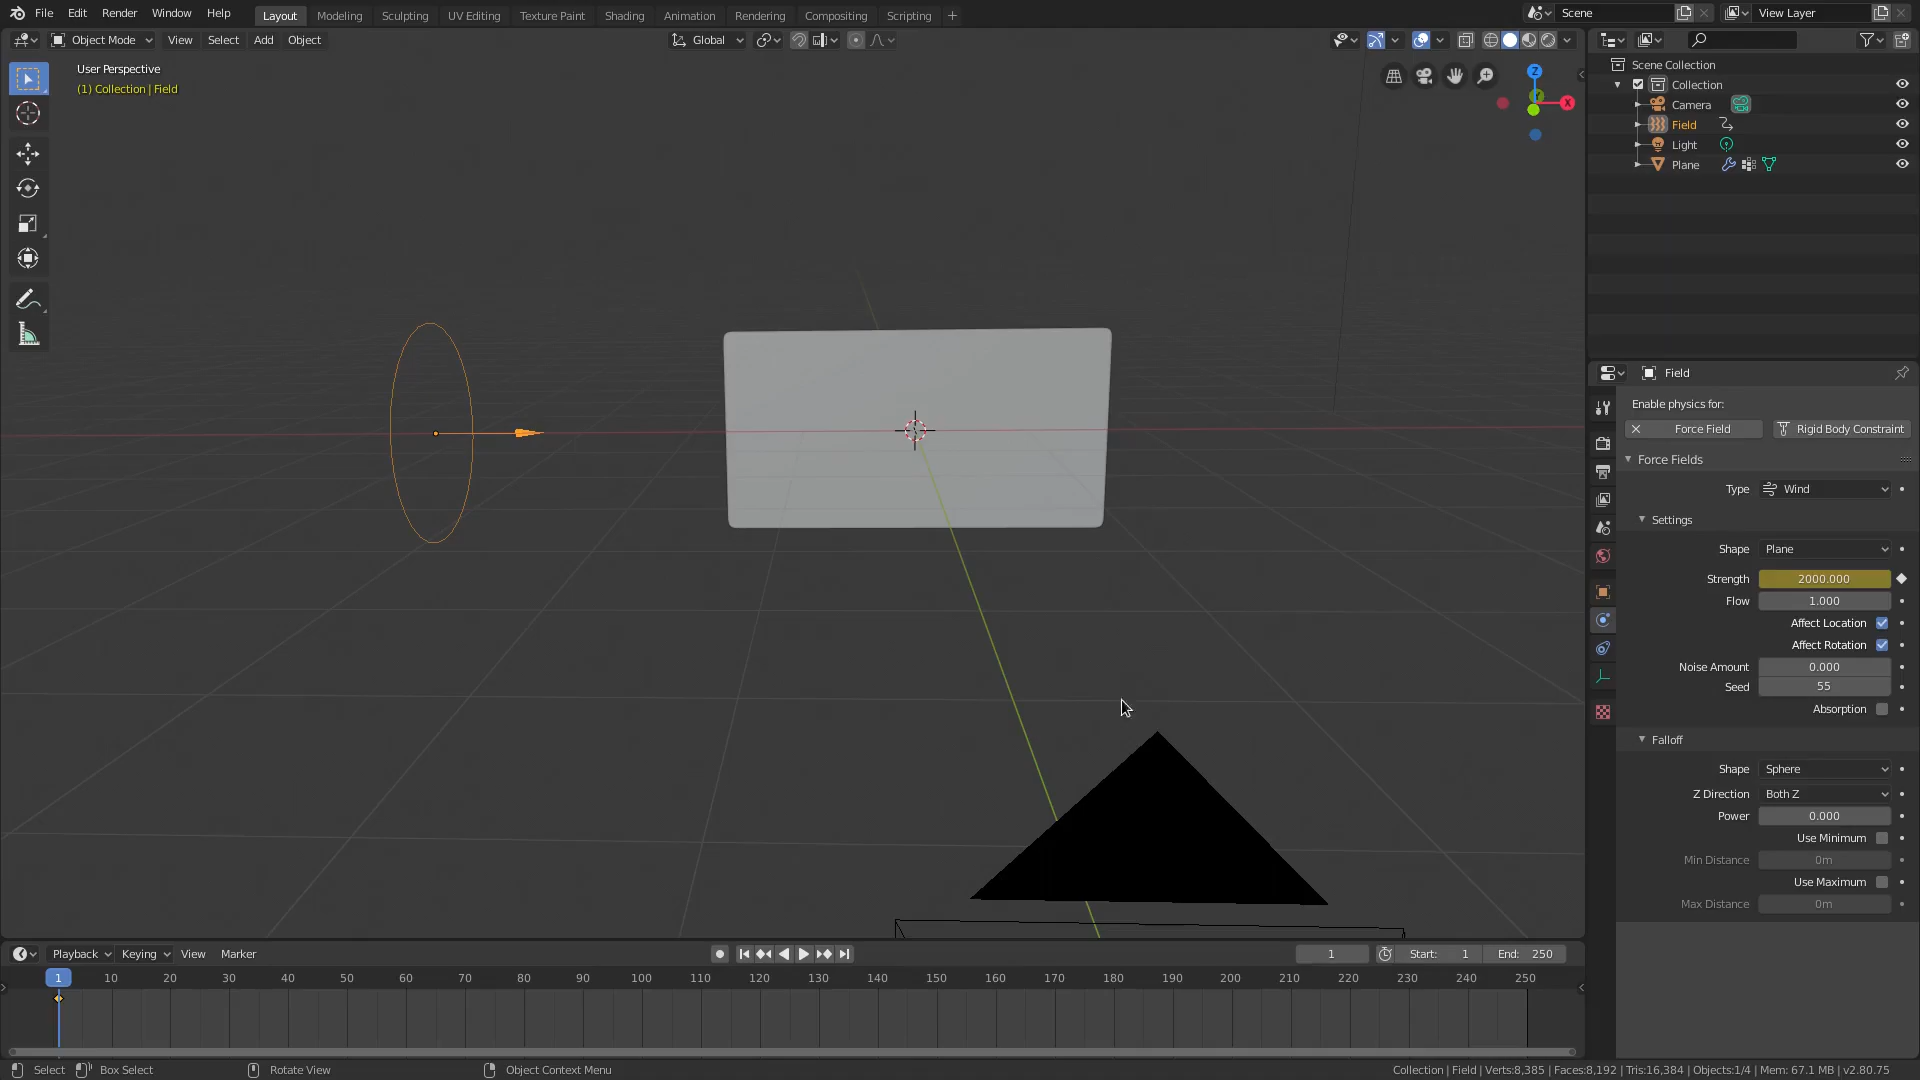 File Edit Render Window Help Layout Modeling Sculpting UV Editing Texture Paint Shading Animation Rendering Compositing Scripting + Scene View Layer
Object Mode View Select Add Object Global
User Perspective
(1) Collection | Field
Z
Y
X
Scene Collection
Collection
Camera
Field
Light
Plane
Field
Enable physics for:
Force Field Rigid Body Constraint
Force Fields
Type Wind
Settings
Shape Plane
Strength 2000.000
Flow 1.000
Affect Location
Affect Rotation
Noise Amount 0.000
Seed 55
Absorption
Falloff
Shape Sphere
Z Direction Both Z
Power 0.000
Use Minimum
Min Distance 0m
Use Maximum
Max Distance 0m
Playback Keying View Marker 1 Start: 1 End: 250
1 10 20 30 40 50 60 70 80 90 100 110 120 130 140 150 160 170 180 190 200 210 220 230 240 250
Select Box Select Rotate View Object Context Menu Collection | Field | Verts:8,385 | Faces:8,192 | Tris:16,384 | Objects:1/4 | Mem: 67.1 MB | v2.80.75